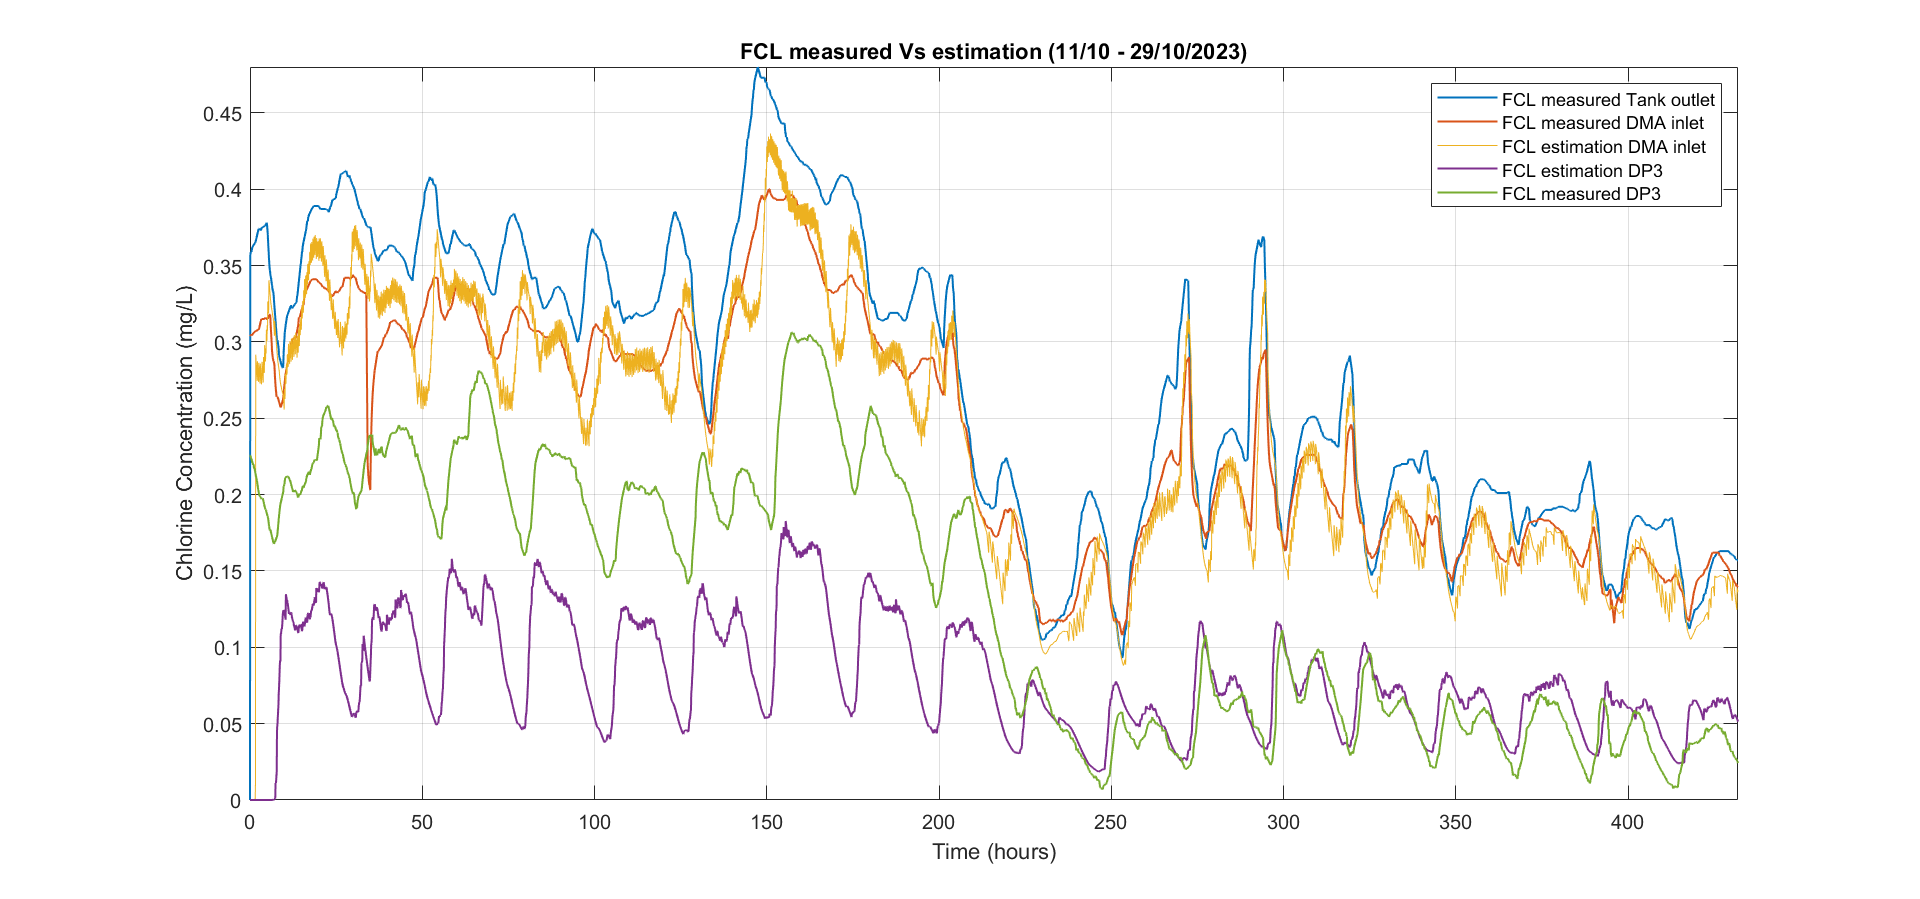 FCL measured Vs estimation (11/10 - 29/10/2023)
FCL measured Tank outlet
FCL measured DMA inlet
FCL estimation DMA inlet
FCL estimation DP3
FCL measured DP3
Chlorine Concentration (mg/L)
0.45
0.4
0.35
0.3
0.25
0.2
0.15
0.1
0.05
0
0 50 100 150 200 250 300 350 400
Time (hours)